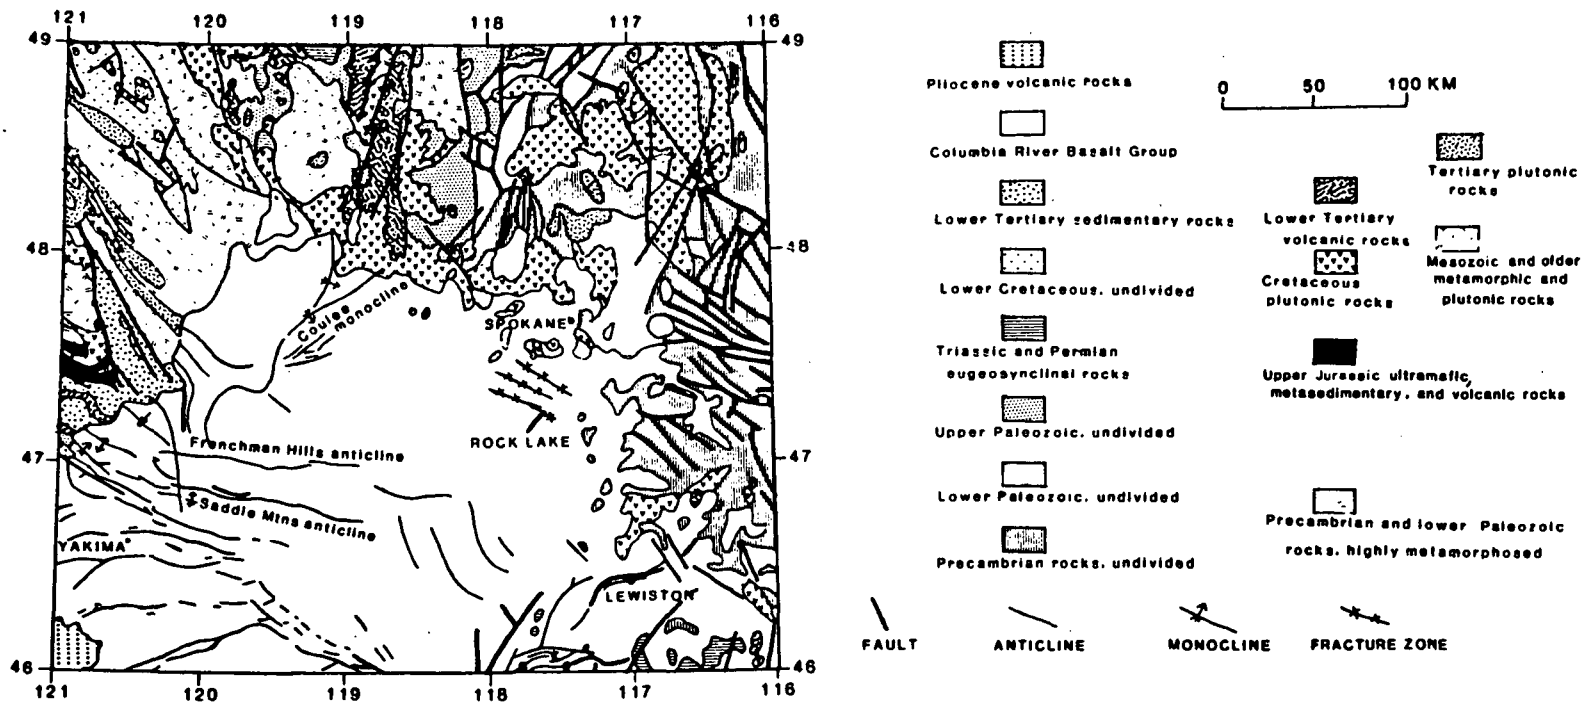 121 120 119 118 117 116
49 49
48 48
47 47
46 46
121 120 119 118 117 116
Coulee
monocline
SPOKANE
ROCK LAKE
Frenchman Hills anticline
Saddle Mtns anticline
YAKIMA
LEWISTON
Pliocene volcanic rocks
Columbia River Basalt Group
Lower Tertiary sedimentary rocks
Lower Cretaceous, undivided
Triassic and Permian
eugeosynclinal rocks
Upper Paleozoic, undivided
Lower Paleozoic, undivided
Precambrian rocks, undivided
0 50 100 KM
Tertiary plutonic
rocks
Lower Tertiary
volcanic rocks
Mesozoic and older
metamorphic and
plutonic rocks
Cretaceous
plutonic rocks
Upper Jurassic ultramafic,
metasedimentary, and volcanic rocks
Precambrian and lower Paleozoic
rocks, highly metamorphosed
FAULT
ANTICLINE
MONOCLINE
FRACTURE ZONE